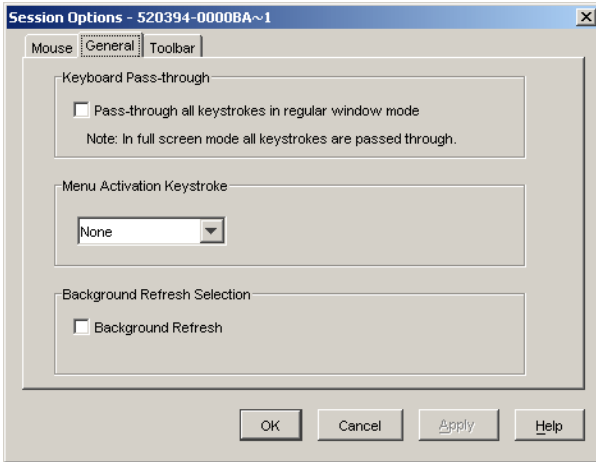 Session Options - 520394-0000BA~1
Mouse General Toolbar
Keyboard Pass-through
Pass-through all keystrokes in regular window mode
Note: In full screen mode all keystrokes are passed through.
Menu Activation Keystroke
None
Background Refresh Selection
Background Refresh
OK Cancel Apply Help